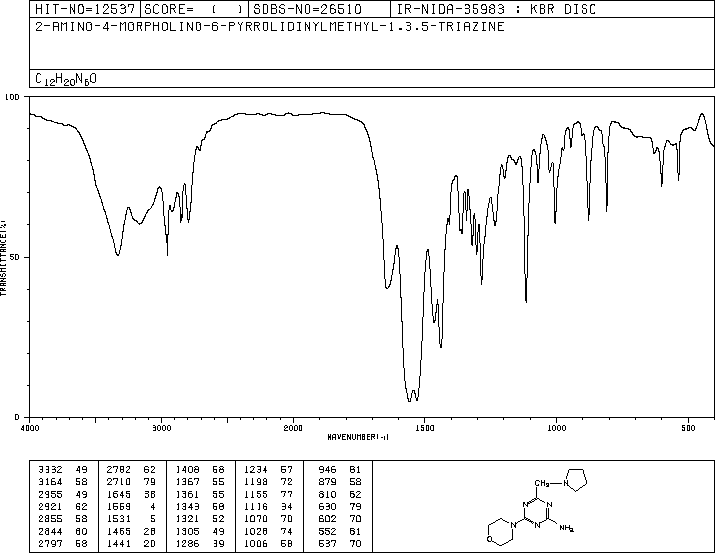 HIT-NO=12537 SCORE= ( ) SDBS-NO=26510 IR-NIDA-35983 : KBR DISC
2-AMINO-4-MORPHOLINO-6-PYRROLIDINYLMETHYL-1,3,5-TRIAZINE
C12H20N6O
100
50
0
TRANSMITTANCE(%)
4000 3000 2000 1500 1000 500
WAVENUMBER(-1)
3332 49 2782 62 1408 58 1234 57 946 81
3164 58 2710 79 1367 55 1198 72 879 58
2955 49 1645 38 1361 55 1155 77 810 62
2921 62 1559 4 1343 58 1116 34 630 79
2855 58 1531 5 1321 52 1070 70 602 70
2844 60 1465 28 1305 49 1028 74 552 81
2797 58 1441 20 1286 39 1006 58 537 70
CH2
N
N N
N
N
NH2
O